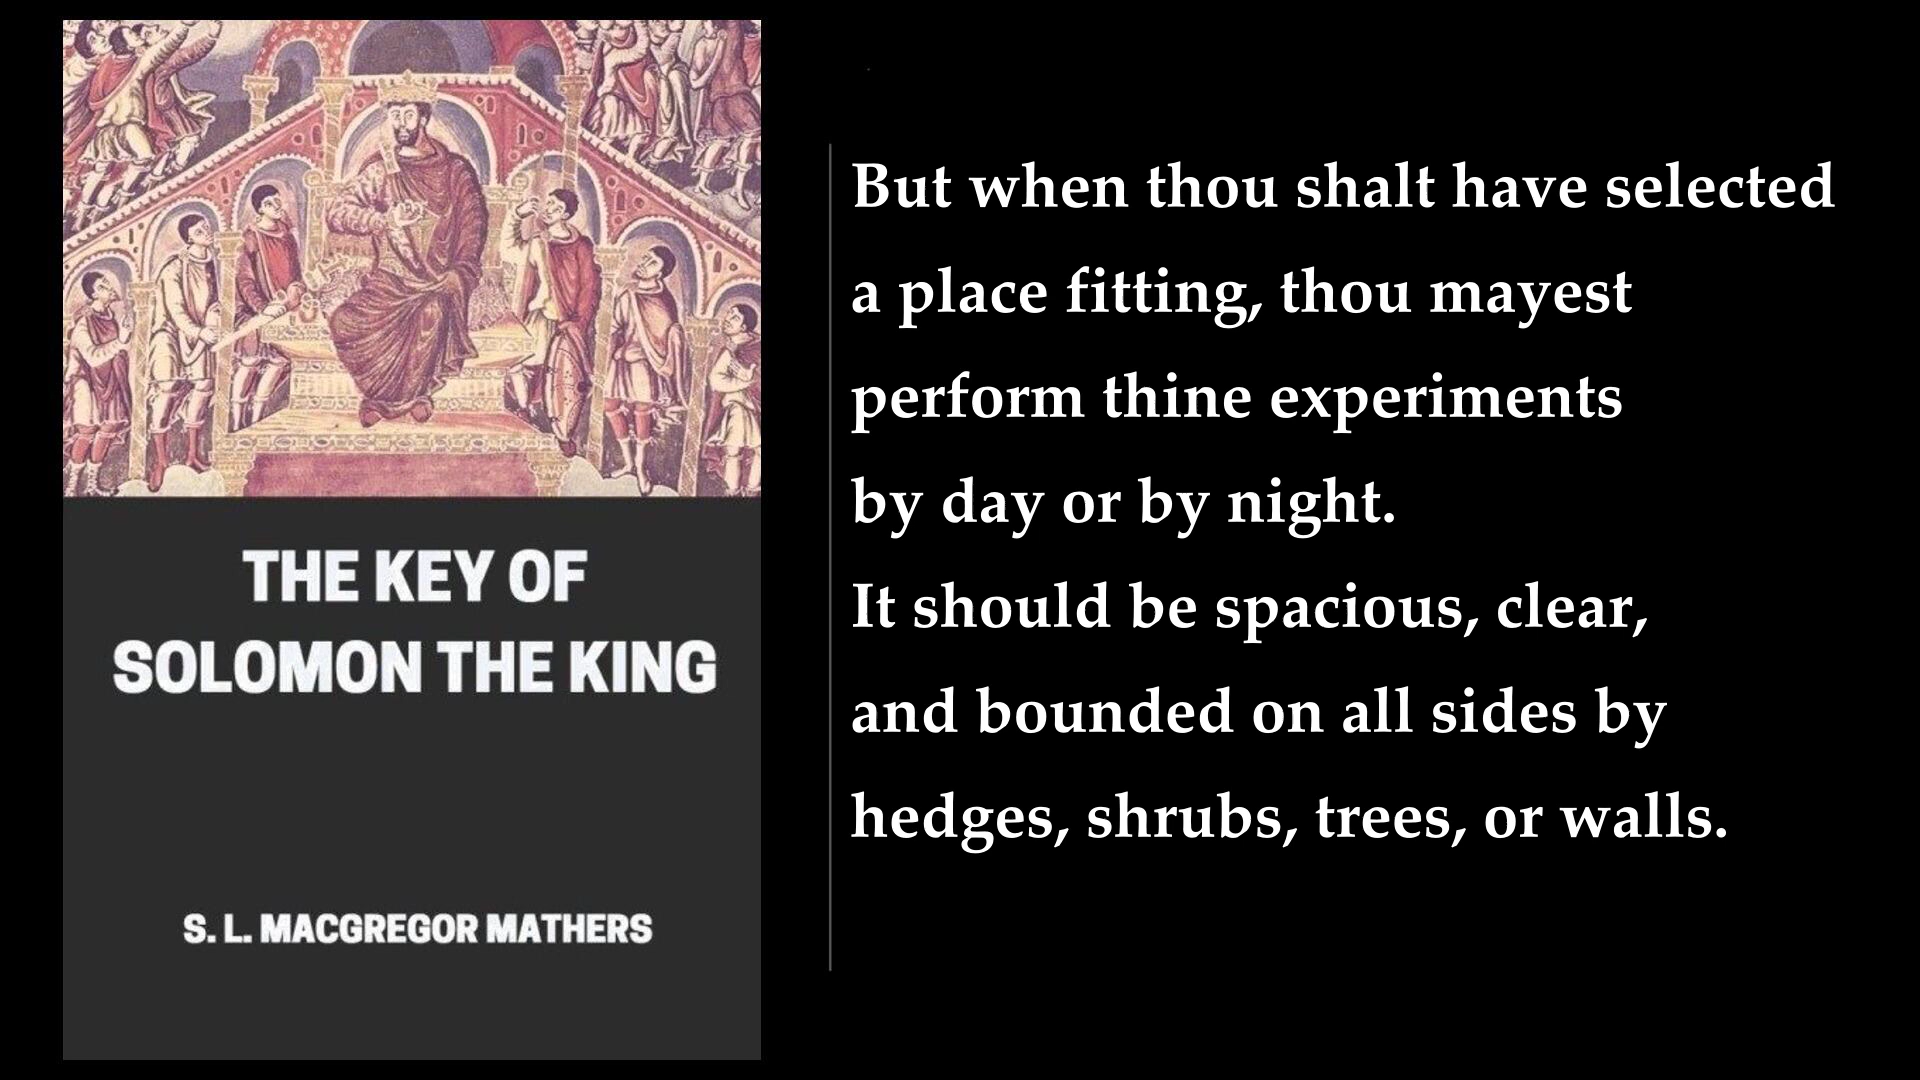 THE KEY OF
SOLOMON THE KING
S. L. MACGREGOR MATHERS
But when thou shalt have selected
a place fitting, thou mayest
perform thine experiments
by day or by night.
It should be spacious, clear,
and bounded on all sides by
hedges, shrubs, trees, or walls.